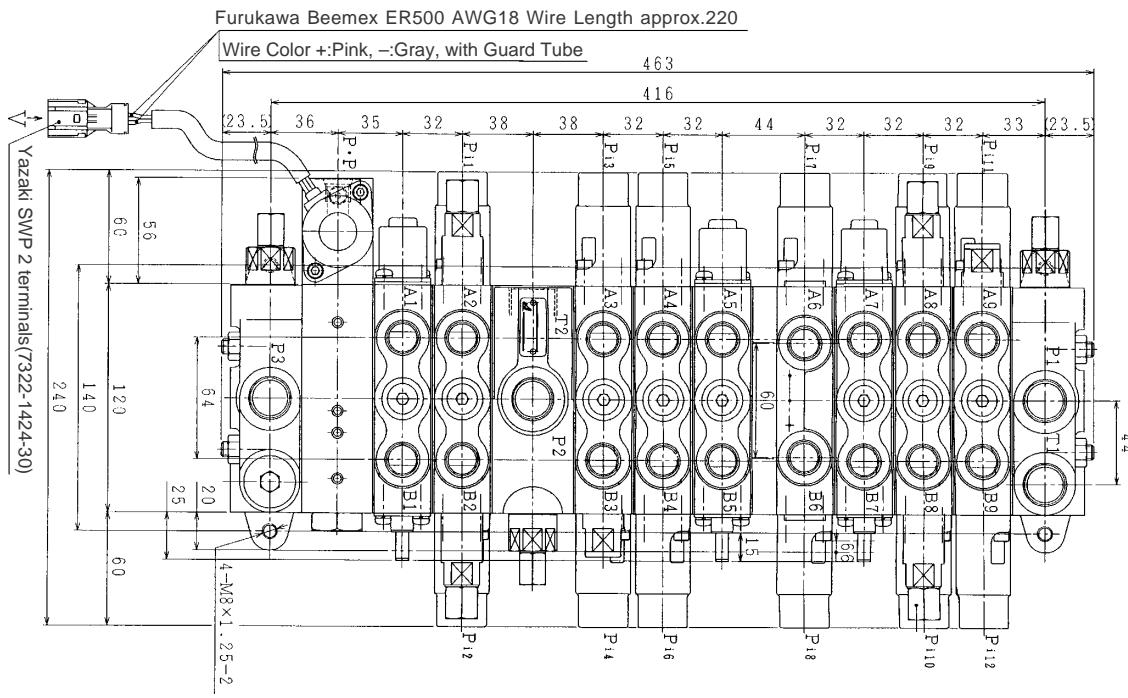 Furukawa Beemex ER500 AWG18 Wire Length approx.220
Wire Color +:Pink, –:Gray, with Guard Tube
463
416
(23.5)
36
35
32
38
38
32
32
44
32
32
32
33
(23.5)
Yazaki SWP 2 terminals(7322-1424-30)
P.P
Pi1
Pi3
Pi5
Pi7
Pi9
Pi11
60
56
A1
A2
T2
A3
A4
A5
A6
A7
A8
A9
P3
P1
240
140
120
64
60
44
P2
T1
B1
B2
B3
B4
B5
B6
B7
B8
B9
25
20
60
15
6.6
4-M8×1.25-2
Pi2
Pi4
Pi6
Pi8
Pi10
Pi12